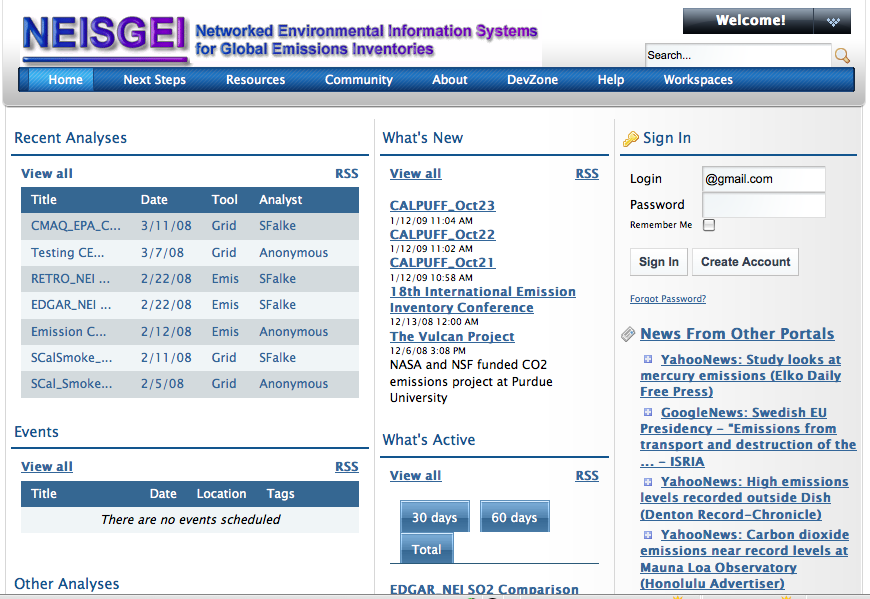 NEISGEI Networked Environmental Information Systems
for Global Emissions Inventories
Welcome!
Search...
Home Next Steps Resources Community About DevZone Help Workspaces
Recent Analyses
View all RSS
Title Date Tool Analyst
CMAQ_EPA_C... 3/11/08 Grid SFalke
Testing CE... 3/7/08 Grid Anonymous
RETRO_NEI ... 2/22/08 Emis SFalke
EDGAR_NEI ... 2/22/08 Emis SFalke
Emission C... 2/12/08 Emis Anonymous
SCalSmoke_... 2/11/08 Grid SFalke
SCal_Smoke... 2/5/08 Grid Anonymous
Events
View all RSS
Title Date Location Tags
There are no events scheduled
Other Analyses
What's New
View all RSS
CALPUFF_Oct23
1/12/09 11:04 AM
CALPUFF_Oct22
1/12/09 11:02 AM
CALPUFF_Oct21
1/12/09 10:58 AM
18th International Emission
Inventory Conference
12/13/08 12:00 AM
The Vulcan Project
12/6/08 3:08 PM
NASA and NSF funded CO2
emissions project at Purdue
University
What's Active
View all RSS
30 days 60 days
Total
EDGAR_NEI SO2 Comparison
Sign In
Login @gmail.com
Password
Remember Me
Sign In Create Account
Forgot Password?
News From Other Portals
YahooNews: Study looks at
mercury emissions (Elko Daily
Free Press)
GoogleNews: Swedish EU
Presidency - "Emissions from
transport and destruction of the
... - ISRIA
YahooNews: High emissions
levels recorded outside Dish
(Denton Record-Chronicle)
YahooNews: Carbon dioxide
emissions near record levels at
Mauna Loa Observatory
(Honolulu Advertiser)